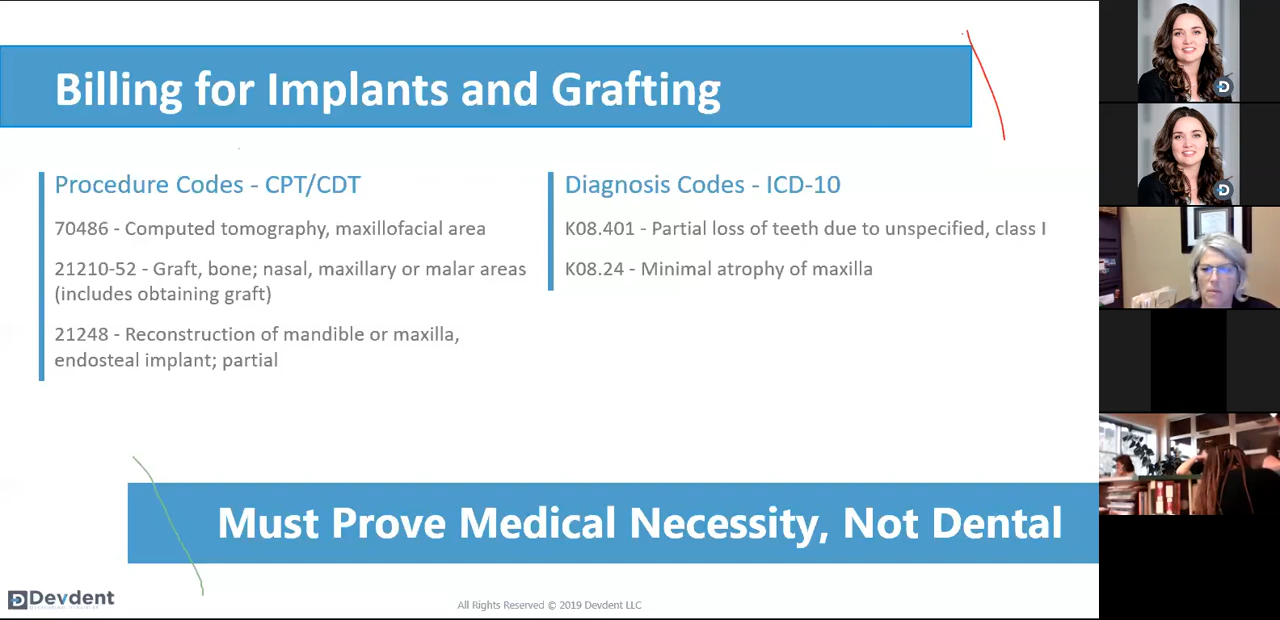 Billing for Implants and Grafting
Procedure Codes - CPT/CDT
70486 - Computed tomography, maxillofacial area
21210-52 - Graft, bone; nasal, maxillary or malar areas
(includes obtaining graft)
21248 - Reconstruction of mandible or maxilla,
endosteal implant; partial
Diagnosis Codes - ICD-10
K08.401 - Partial loss of teeth due to unspecified, class I
K08.24 - Minimal atrophy of maxilla
Must Prove Medical Necessity, Not Dental
Devdent
All Rights Reserved © 2019 Devdent LLC